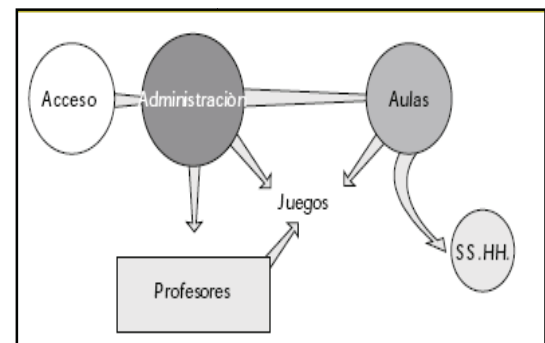 Acceso
Administraciòn
Aulas
Juegos
SS.HH.
Profesores